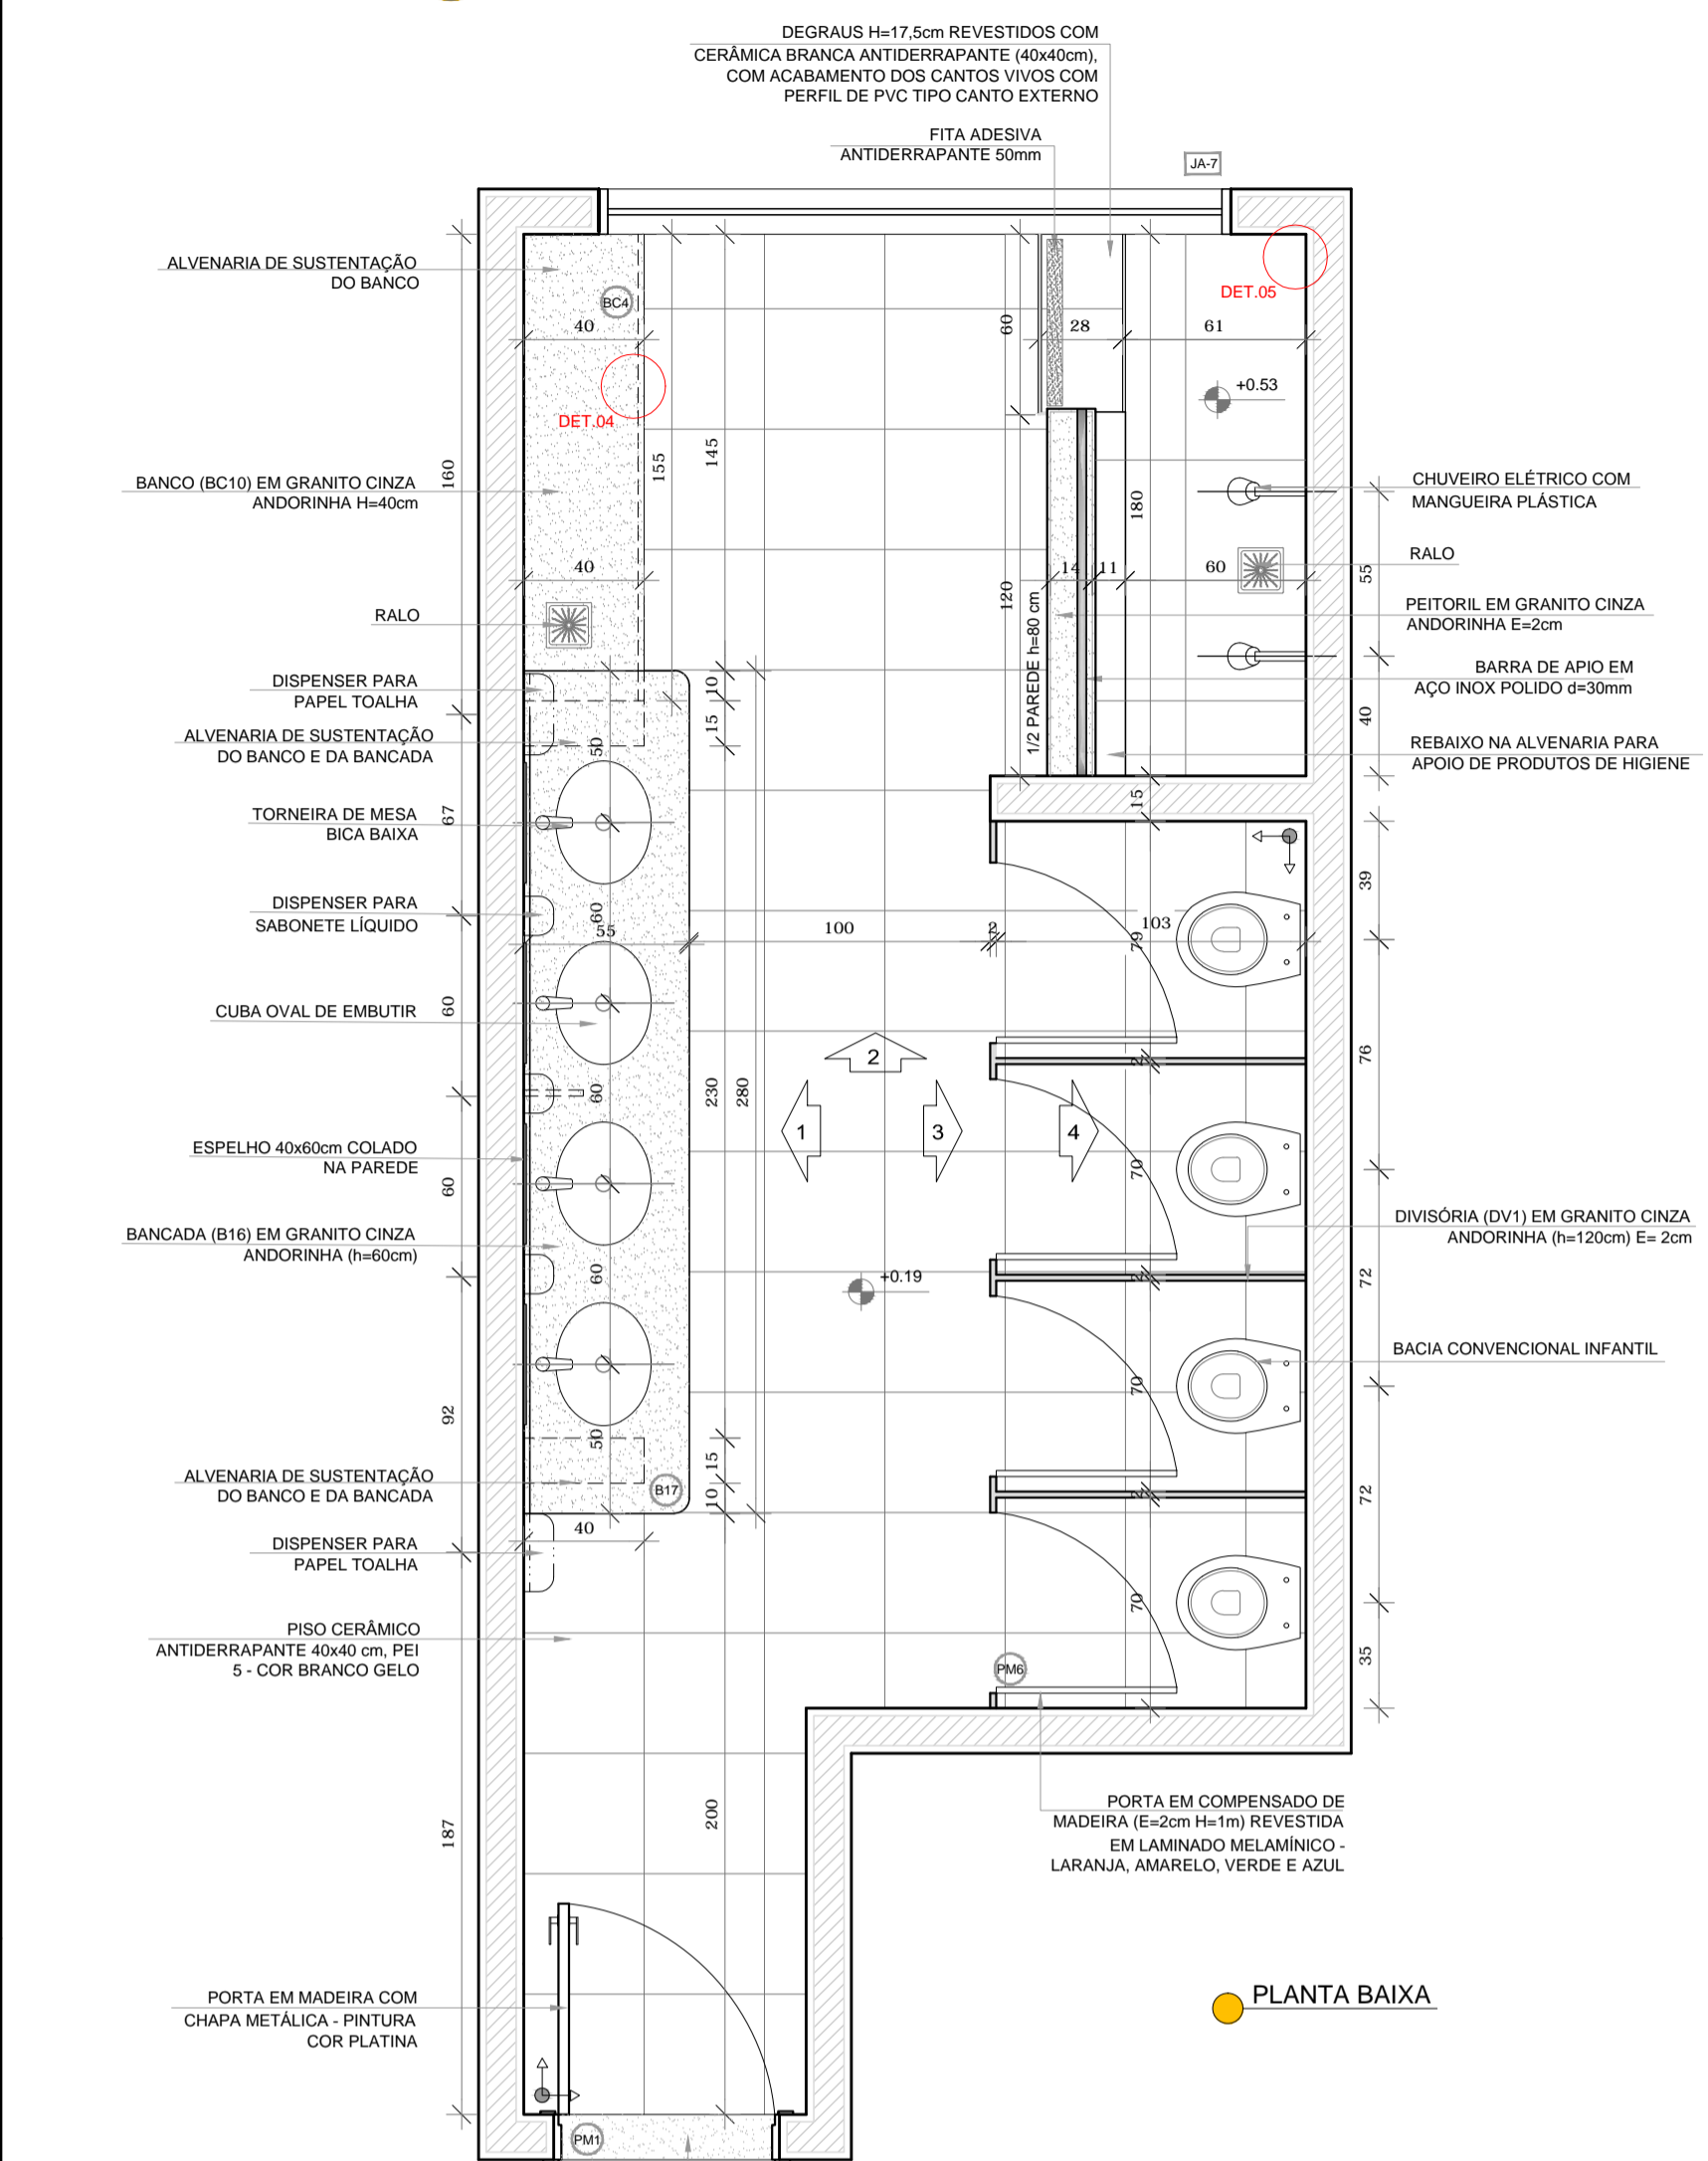 DEGRAUS H=17,5cm REVESTIDOS COM
CERÂMICA BRANCA ANTIDERRAPANTE (40x40cm),
COM ACABAMENTO DOS CANTOS VIVOS COM
PERFIL DE PVC TIPO CANTO EXTERNO
FITA ADESIVA
ANTIDERRAPANTE 50mm
JA-7
ALVENARIA DE SUSTENTAÇÃO
DO BANCO
BC4
40
DET.04
DET.05
60
28
61
+0.53
BANCO (BC10) EM GRANITO CINZA
ANDORINHA H=40cm
160
155
145
180
CHUVEIRO ELÉTRICO COM
MANGUEIRA PLÁSTICA
RALO
55
40
14
11
60
120
1/2 PAREDE h=80 cm
PEITORIL EM GRANITO CINZA
ANDORINHA E=2cm
RALO
BARRA DE APIO EM
AÇO INOX POLIDO d=30mm
40
DISPENSER PARA
PAPEL TOALHA
10
15
ALVENARIA DE SUSTENTAÇÃO
DO BANCO E DA BANCADA
50
REBAIXO NA ALVENARIA PARA
APOIO DE PRODUTOS DE HIGIENE
15
TORNEIRA DE MESA
BICA BAIXA
67
39
DISPENSER PARA
SABONETE LÍQUIDO
60
55
100
2
103
79
CUBA OVAL DE EMBUTIR
60
76
2
2
60
230
280
1
3
4
ESPELHO 40x60cm COLADO
NA PAREDE
60
70
BANCADA (B16) EM GRANITO CINZA
ANDORINHA (h=60cm)
DIVISÓRIA (DV1) EM GRANITO CINZA
ANDORINHA (h=120cm) E= 2cm
60
+0.19
2
72
BACIA CONVENCIONAL INFANTIL
70
92
50
15
10
ALVENARIA DE SUSTENTAÇÃO
DO BANCO E DA BANCADA
B17
2
72
40
DISPENSER PARA
PAPEL TOALHA
70
PISO CERÂMICO
ANTIDERRAPANTE 40x40 cm, PEI
5 - COR BRANCO GELO
PM6
35
187
200
PORTA EM COMPENSADO DE
MADEIRA (E=2cm H=1m) REVESTIDA
EM LAMINADO MELAMÍNICO -
LARANJA, AMARELO, VERDE E AZUL
PORTA EM MADEIRA COM
CHAPA METÁLICA - PINTURA
COR PLATINA
PLANTA BAIXA
PM1